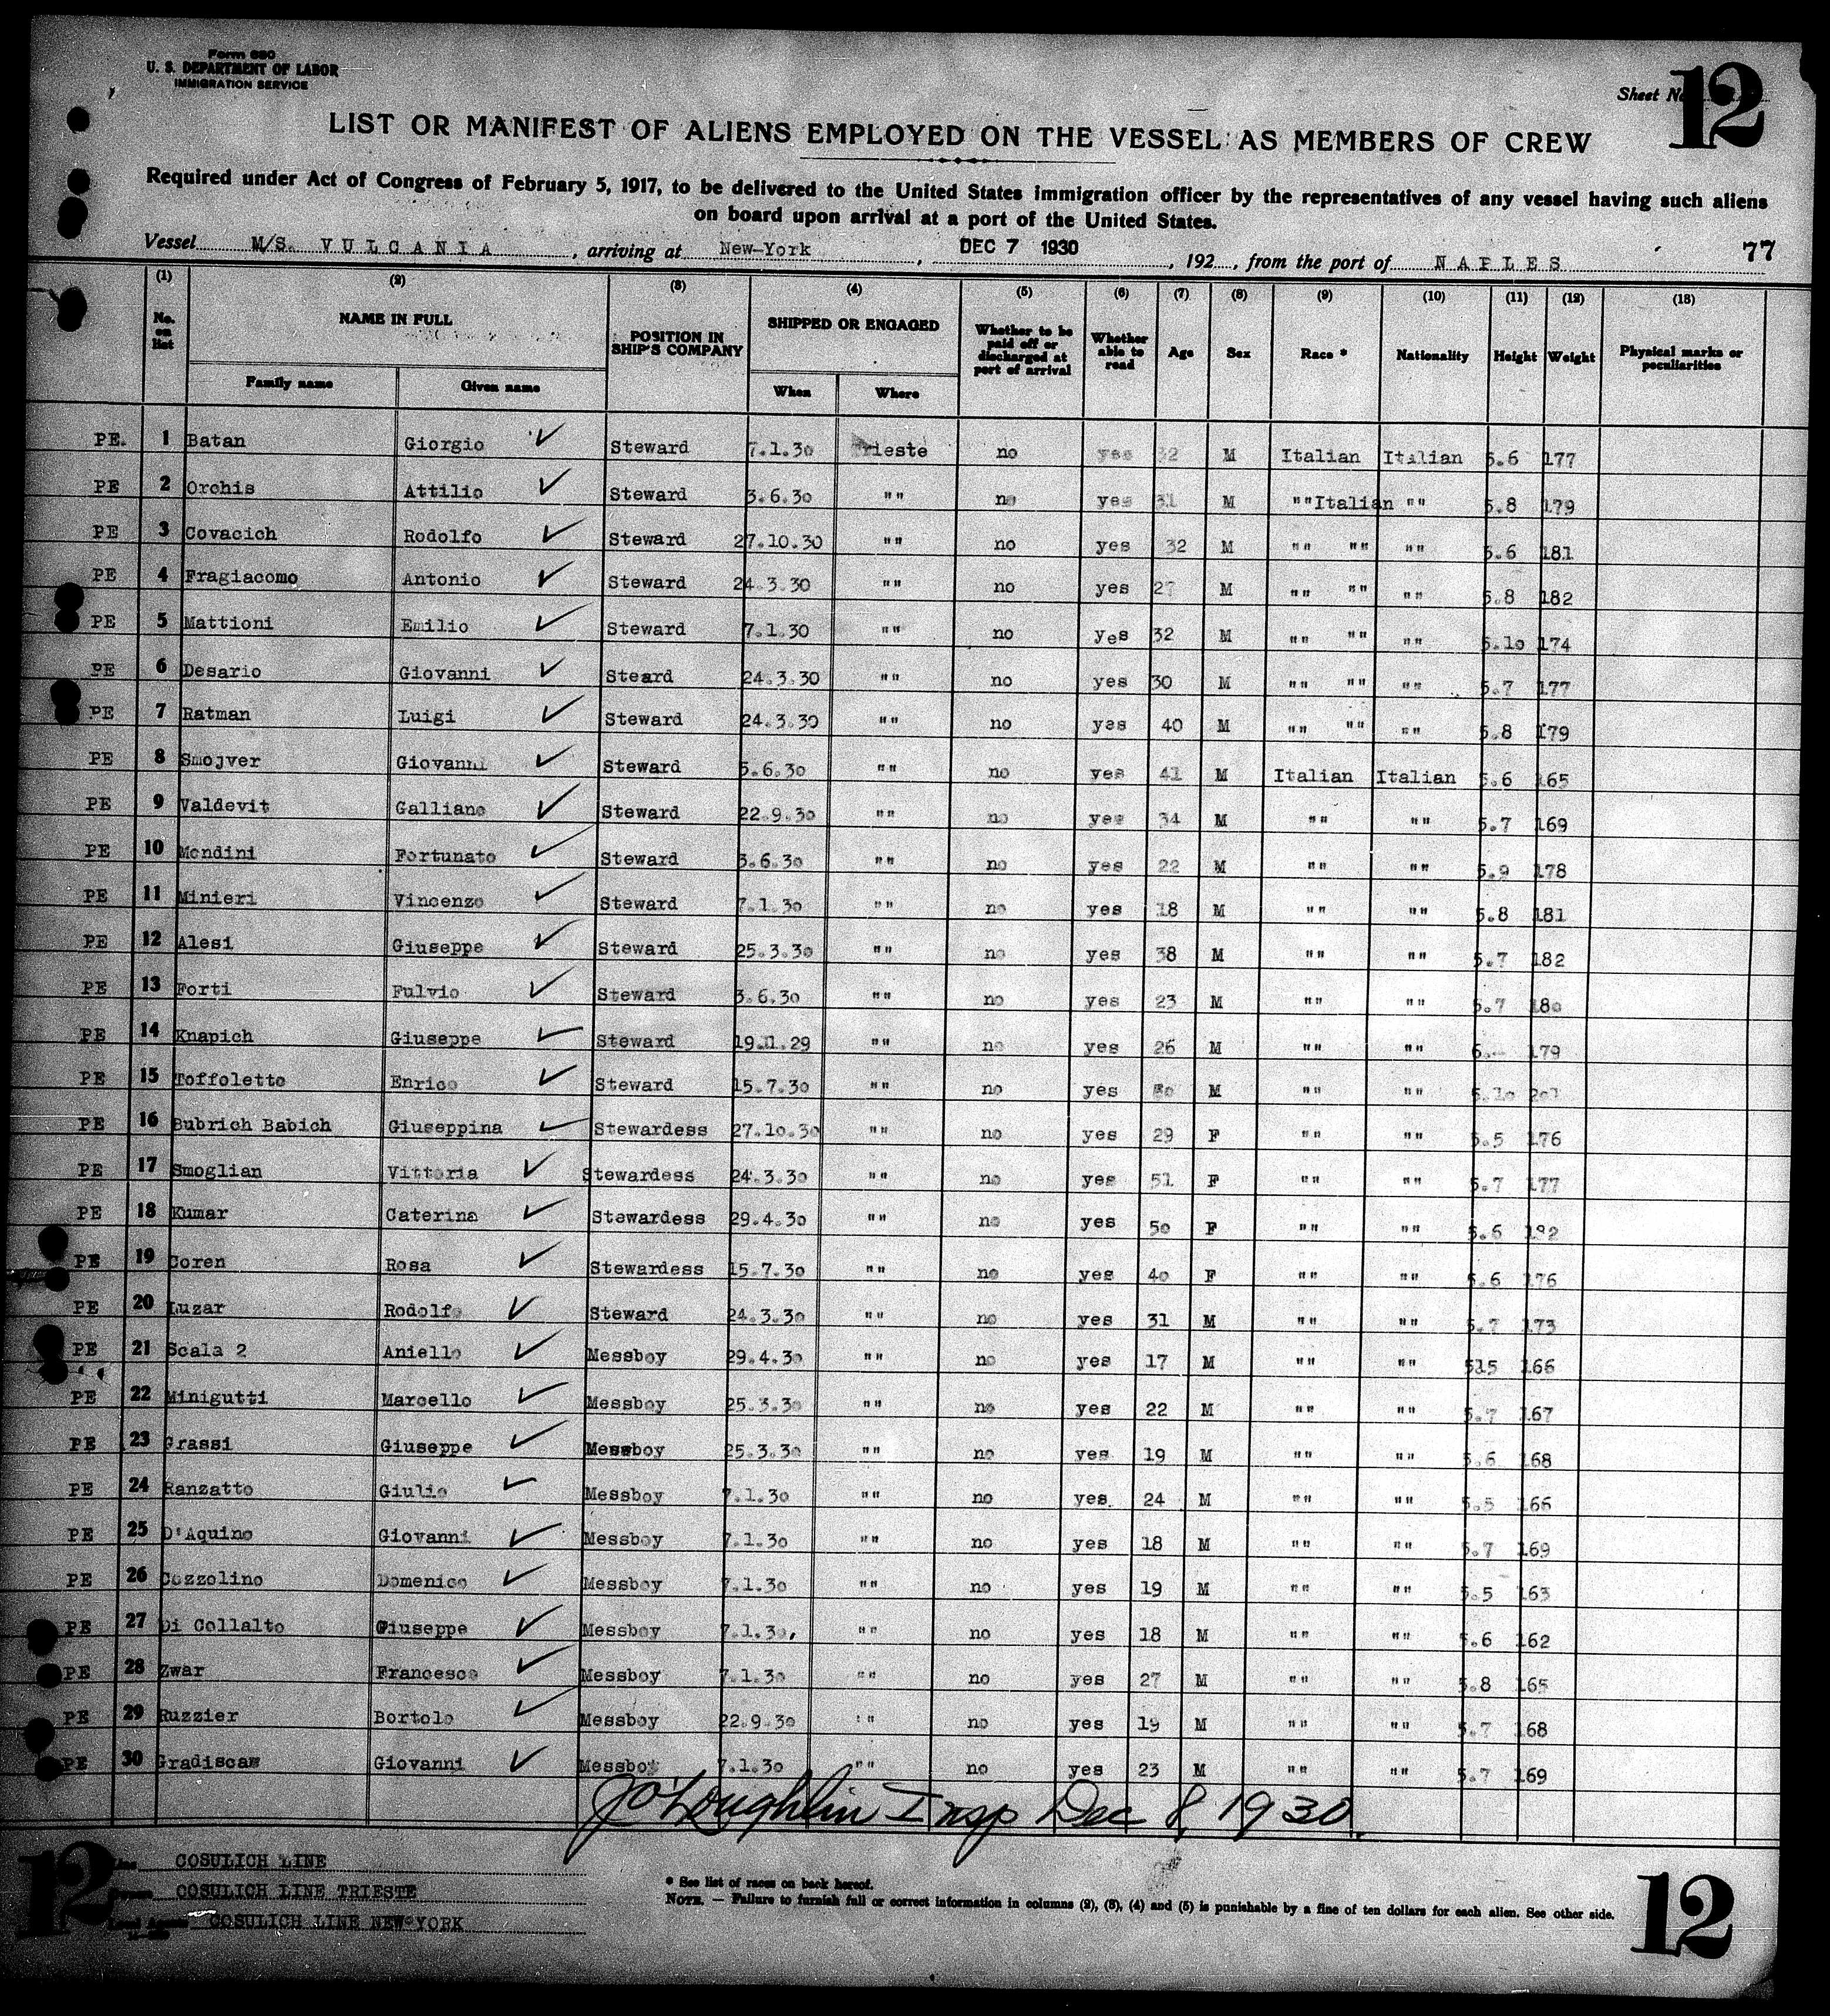 Form 680
U. S. DEPARTMENT OF LABOR
IMMIGRATION SERVICE
Sheet No.
12
LIST OR MANIFEST OF ALIENS EMPLOYED ON THE VESSEL AS MEMBERS OF CREW
Required under Act of Congress of February 5, 1917, to be delivered to the United States immigration officer by the representatives of any vessel having such aliens
on board upon arrival at a port of the United States.
Vessel M/S. VULCANIA, arriving at New-York, DEC 7 1930, 192, from the port of NAPLES 77
(1) (2) (3) (4) (5) (6) (7) (8) (9) (10) (11) (12) (13)
No. on list NAME IN FULL POSITION IN SHIP'S COMPANY SHIPPED OR ENGAGED Whether to be paid off or discharged at port of arrival Whether able to read Age Sex Race * Nationality Height Weight Physical marks or peculiarities
Family name Given name When Where
PE. 1 Batan Giorgio ✓ Steward 7.1.30 Trieste no yes 32 M Italian Italian 5.6 177
PE 2 Orchis Attilio ✓ Steward 3.6.30 "" no yes 31 M ""Italian "" 5.8 179
PE 3 Covacich Rodolfo ✓ Steward 27.10.30 "" no yes 32 M "" "" "" 5.6 181
PE 4 Fragiacomo Antonio ✓ Steward 24.3.30 "" no yes 27 M "" "" "" 5.8 182
PE 5 Mattioni Emilio ✓ Steward 7.1.30 "" no yes 32 M "" "" "" 5.10 174
PE 6 Desario Giovanni ✓ Steard 24.3.30 "" no yes 30 M "" "" "" 5.7 177
PE 7 Ratman Luigi ✓ Steward 24.3.30 "" no yes 40 M "" "" "" 5.8 179
PE 8 Smojver Giovanni ✓ Steward 5.6.30 "" no yes 41 M Italian Italian 5.6 165
PE 9 Valdevit Galliano ✓ Steward 22.9.30 "" no yes 34 M "" "" 5.7 169
PE 10 Mondini Fortunato ✓ Steward 3.6.30 "" no yes 22 M "" "" 5.9 178
PE 11 Minieri Vincenzo ✓ Steward 7.1.30 "" no yes 18 M "" "" 5.8 181
PE 12 Alesi Giuseppe ✓ Steward 25.3.30 "" no yes 38 M "" "" 5.7 182
PE 13 Forti Fulvio ✓ Steward 3.6.30 "" no yes 23 M "" "" 5.7 180
PE 14 Knapich Giuseppe ✓ Steward 19.11.29 "" no yes 26 M "" "" 6.- 179
PE 15 Toffoletto Enrico ✓ Steward 15.7.30 "" no yes M "" "" 5.10
PE 16 Bubrich Babich Giuseppina ✓ Stewardess 27.10.30 "" no yes 29 F "" "" 5.5 176
PE 17 Smoglian Vittoria ✓ Stewardess 24.3.30 "" no yes 51 F "" "" 5.7 177
PE 18 Kumar Caterina ✓ Stewardess 29.4.30 "" no yes 50 F "" "" 5.6
PE 19 Coren Rosa ✓ Stewardess 15.7.30 "" no yes 40 F "" "" 5.6 176
PE 20 Luzar Rodolfo ✓ Steward 24.3.30 "" no yes 31 M "" "" 5.7 173
PE 21 Scala 2 Aniello ✓ Messboy 29.4.30 "" no yes 17 M "" "" 515 166
PE 22 Minigutti Marcello ✓ Messboy 25.3.30 "" no yes 22 M "" "" 5.7 167
PE 23 Grassi Giuseppe ✓ Messboy 25.3.30 "" no yes 19 M "" "" 5.6 168
PE 24 Ranzatto Giulio ✓ Messboy 7.1.30 "" no yes. 24 M "" "" 5.5 166
PE 25 D'Aquino Giovanni ✓ Messboy 7.1.30 "" no yes 18 M "" "" 5.7 169
PE 26 Cozzolino Domenico ✓ Messboy 7.1.30 "" no yes 19 M "" "" 5.5 163
PE 27 Di Collalto Giuseppe ✓ Messboy 7.1.30, "" no yes 18 M "" "" 5.6 162
PE 28 Zwar Francesco ✓ Messboy 7.1.30 "" no yes 27 M "" "" 5.8 165
PE 29 Ruzzier Bortolo ✓ Messboy 22.9.30 "" no yes 19 M "" "" 5.7 168
PE 30 Gradiscam Giovanni ✓ Messboy 7.1.30 "" no yes 23 M "" "" 5.7 169
J O'Loughlin Insp Dec 8, 1930.
12
COSULICH LINE
COSULICH LINE TRIESTE
COSULICH LINE NEW-YORK
* See list of races on back hereof.
NOTE. — Failure to furnish full or correct information in columns (2), (3), (4) and (5) is punishable by a fine of ten dollars for each alien. See other side.
12